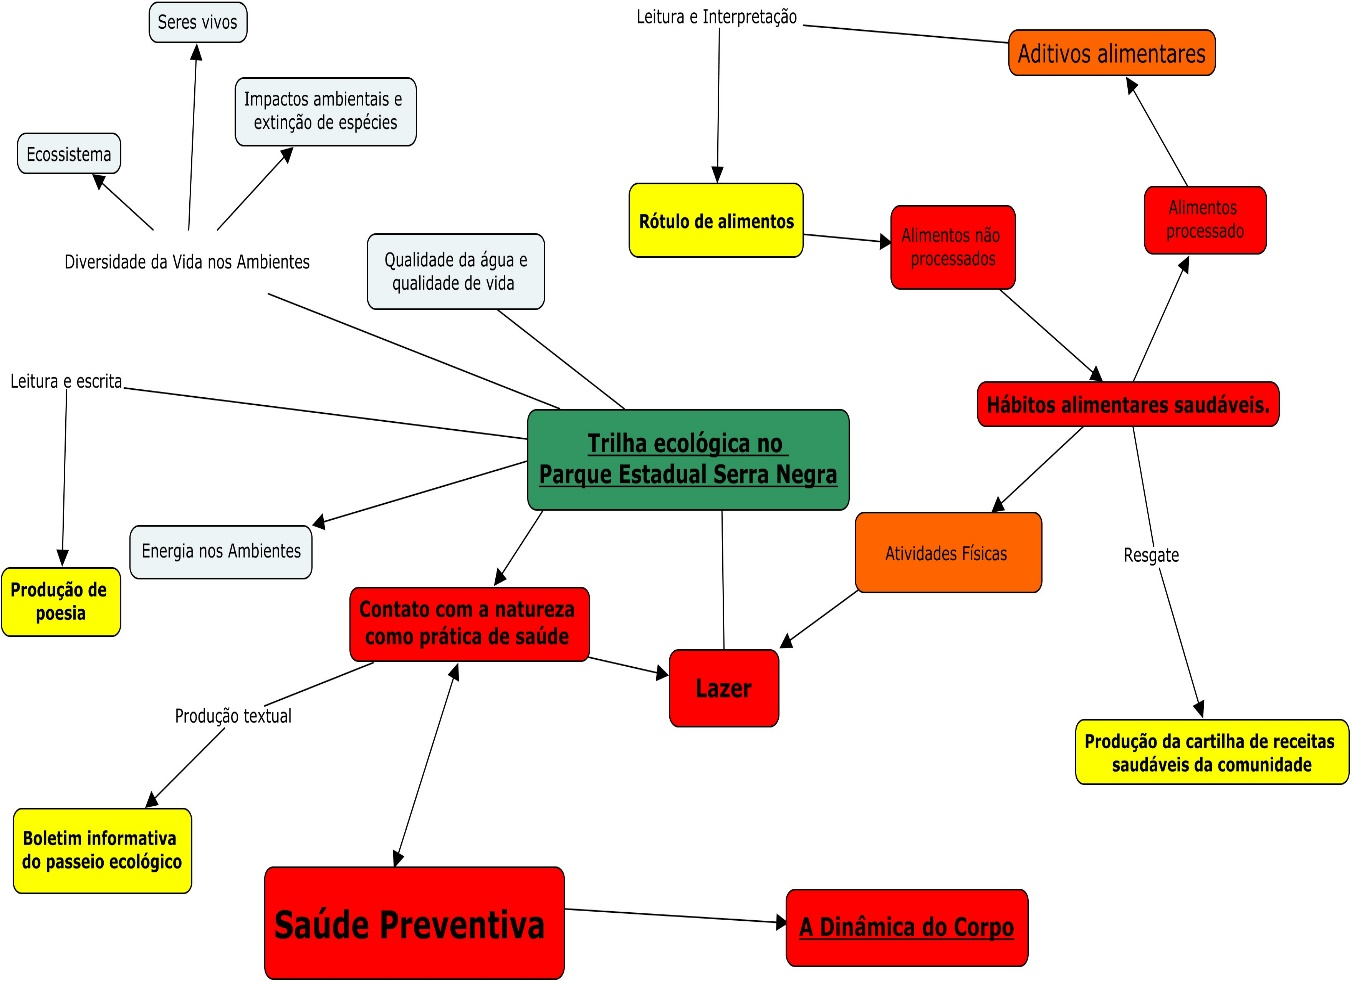 Seres vivos
Leitura e Interpretação
Aditivos alimentares
Impactos ambientais e
extinção de espécies
Ecossistema
Rótulo de alimentos
Alimentos não
processados
Alimentos
processado
Diversidade da Vida nos Ambientes
Qualidade da água e
qualidade de vida
Leitura e escrita
Hábitos alimentares saudáveis.
Trilha ecológica no
Parque Estadual Serra Negra
Energia nos Ambientes
Atividades Físicas
Resgate
Produção de
poesia
Contato com a natureza
como prática de saúde
Lazer
Produção textual
Produção da cartilha de receitas
saudáveis da comunidade
Boletim informativa
do passeio ecológico
Saúde Preventiva
A Dinâmica do Corpo